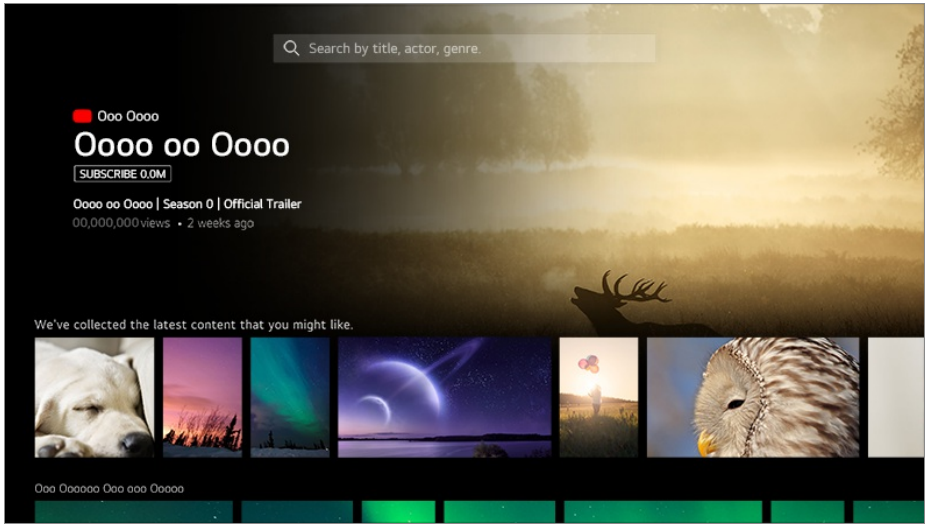 Search by title, actor, genre.
Ooo Oooo
Oooo oo Oooo
SUBSCRIBE 0,0M
Oooo oo Oooo | Season 0 | Official Trailer
00,000,000 views • 2 weeks ago
We've collected the latest content that you might like.
Ooo Oooooo Ooo ooo Ooooo